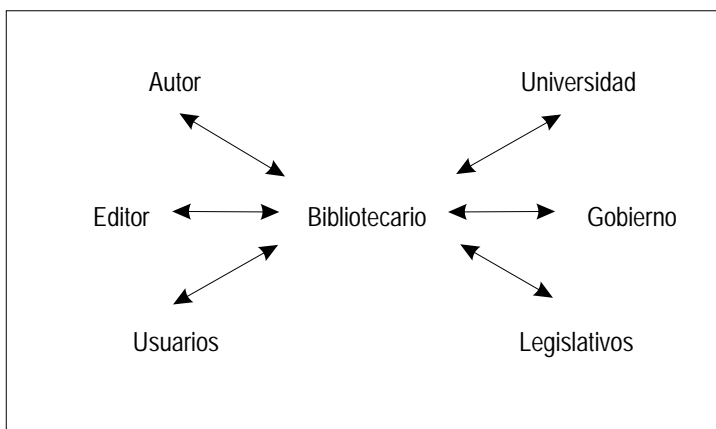 Autor Universidad
Editor Bibliotecario Gobierno
Usuarios Legislativos